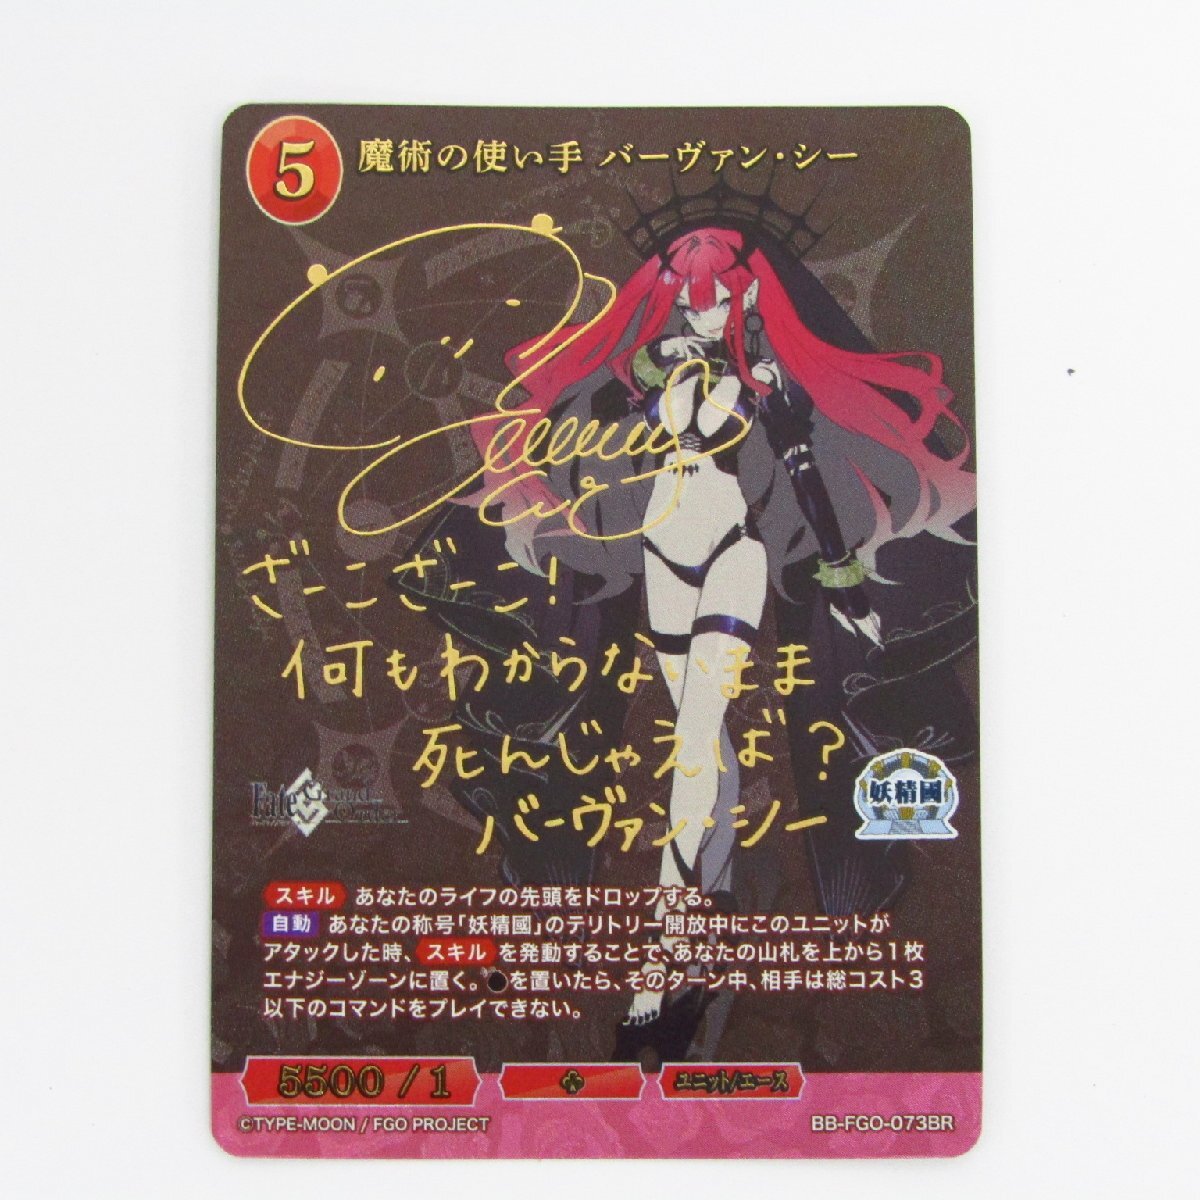 5
魔術の使い手 バーヴァン・シー
ざーこざーこ!
何もわからないまま
死んじゃえば?
バーヴァン・シー
Fate
Grand Order
妖精國
スキル あなたのライフの先頭をドロップする。
自動 あなたの称号「妖精國」のテリトリー開放中にこのユニットが
アタックした時、スキルを発動することで、あなたの山札を上から1枚
エナジーゾーンに置く。●を置いたら、そのターン中、相手は総コスト3
以下のコマンドをプレイできない。
5500 / 1
ユニット/エース
©TYPE-MOON / FGO PROJECT
BB-FGO-073BR